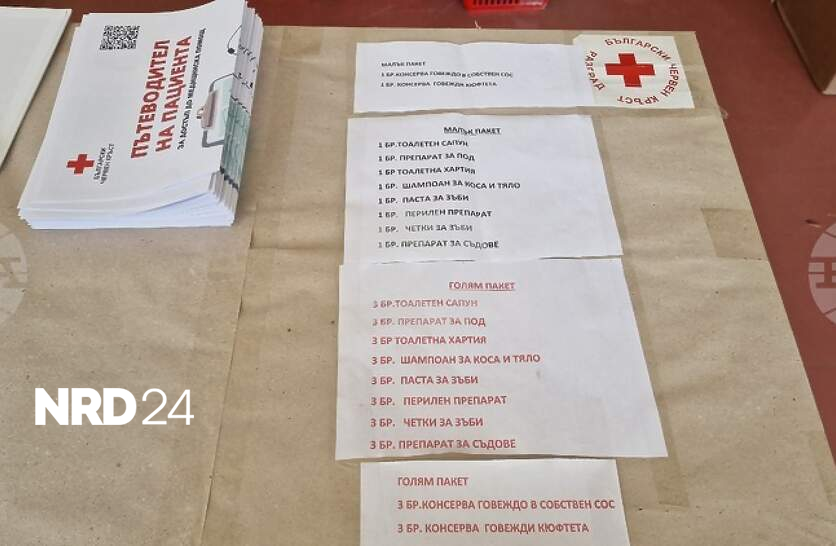 ПЪТЕВОДИТЕЛ
НА ПАЦИЕНТА
ЗА ДОСТЪП ДО МЕДИЦИНСКА ПОМОЩ
БЪЛГАРСКИ
ЧЕРВЕН КРЪСТ
МАЛЪК ПАКЕТ
1 БР.КОНСЕРВА ГОВЕЖДО В СОБСТВЕН СОС
1 БР. КОНСЕРВА ГОВЕЖДИ КЮФТЕТА
БЪЛГАРСКИ ЧЕРВЕН КРЪСТ
РАЗГРАД
МАЛЪК ПАКЕТ
1 БР.ТОАЛЕТЕН САПУН
1 БР. ПРЕПАРАТ ЗА ПОД
1 БР ТОАЛЕТНА ХАРТИЯ
1 БР. ШАМПОАН ЗА КОСА И ТЯЛО
1 БР. ПАСТА ЗА ЗЪБИ
1 БР. ПЕРИЛЕН ПРЕПАРАТ
1 БР. ЧЕТКИ ЗА ЗЪБИ
1 БР. ПРЕПАРАТ ЗА СЪДОВЕ
ГОЛЯМ ПАКЕТ
3 БР.ТОАЛЕТЕН САПУН
3 БР. ПРЕПАРАТ ЗА ПОД
3 БР ТОАЛЕТНА ХАРТИЯ
3 БР. ШАМПОАН ЗА КОСА И ТЯЛО
3 БР. ПАСТА ЗА ЗЪБИ
3 БР. ПЕРИЛЕН ПРЕПАРАТ
3 БР. ЧЕТКИ ЗА ЗЪБИ
3 БР. ПРЕПАРАТ ЗА СЪДОВЕ
ГОЛЯМ ПАКЕТ
3 БР.КОНСЕРВА ГОВЕЖДО В СОБСТВЕН СОС
3 БР. КОНСЕРВА ГОВЕЖДИ КЮФТЕТА
NRD24